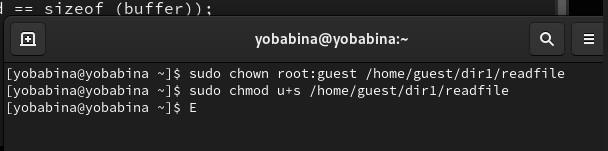 d == sizeof (buffer));
yobabina@yobabina:~
[yobabina@yobabina ~]$ sudo chown root:guest /home/guest/dir1/readfile
[yobabina@yobabina ~]$ sudo chmod u+s /home/guest/dir1/readfile
[yobabina@yobabina ~]$ E